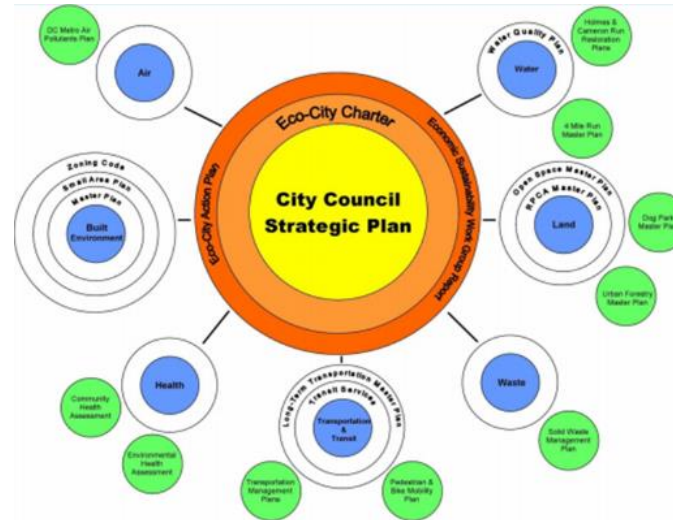 DC Metro Air
Pollutants Plan
Air
Zoning Code
Small Area Plan
Master Plan
Built
Environment
Eco-City Charter
Eco-City Action Plan
Economic Sustainability Work Group Report
City Council
Strategic Plan
Water Quality Plan
Water
Holmes &
Cameron Run
Restoration
Plans
4 Mile Run
Master Plan
Open Space Master Plan
RPCA Master Plan
Land
Dog Park
Master Plan
Urban Forestry
Master Plan
Health
Community
Health
Assessment
Environmental
Health
Assessment
Long-Term Transportation Master Plan
Transit Services
Transportation
&
Transit
Transportation
Management
Plans
Pedestrian &
Bike Mobility
Plan
Waste
Solid Waste
Management
Plan